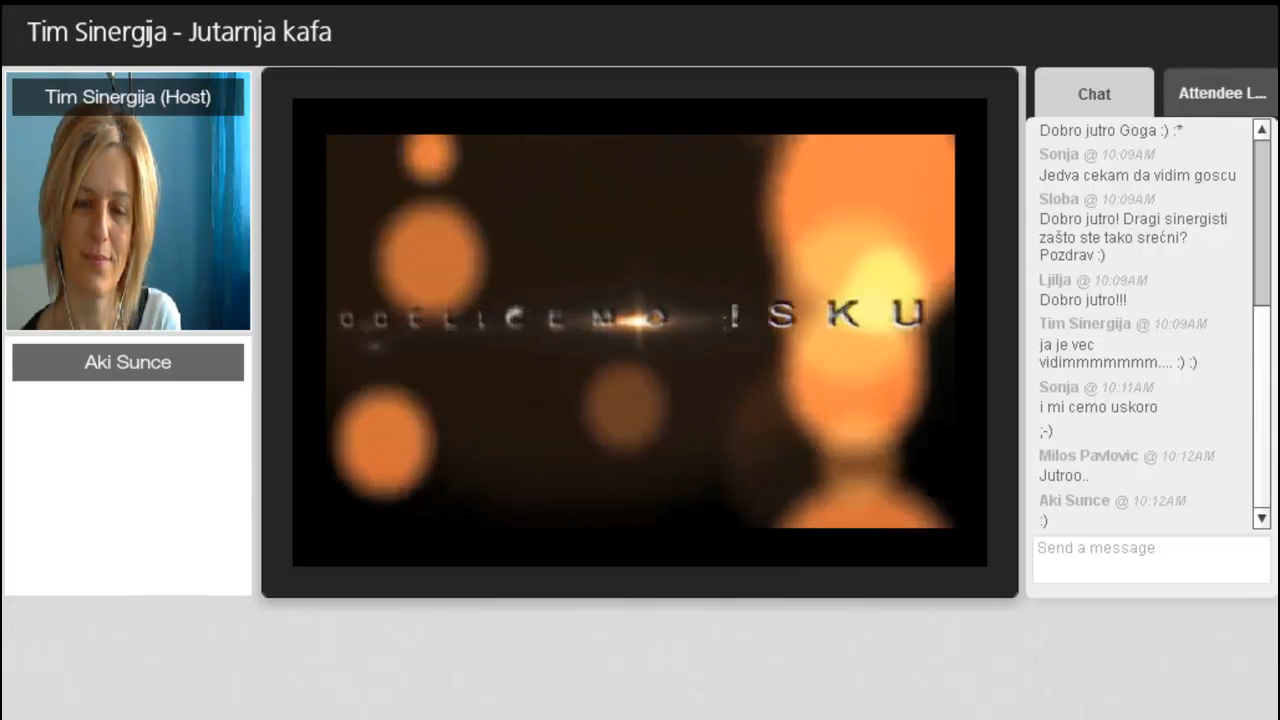 Tim Sinergija - Jutarnja kafa
Tim Sinergija (Host)
Aki Sunce
ISKU
Chat
Attendee L...
Dobro jutro Goga :) :*
Sonja @ 10:09AM
Jedva cekam da vidim goscu
Sloba @ 10:09AM
Dobro jutro! Dragi sinergisti
zašto ste tako srećni?
Pozdrav :)
Ljilja @ 10:09AM
Dobro jutro!!!
Tim Sinergija @ 10:09AM
ja je vec
vidimmmmmmm.... :) :)
Sonja @ 10:11AM
i mi cemo uskoro
;-)
Milos Pavlovic @ 10:12AM
Jutroo..
Aki Sunce @ 10:12AM
:)
Send a message